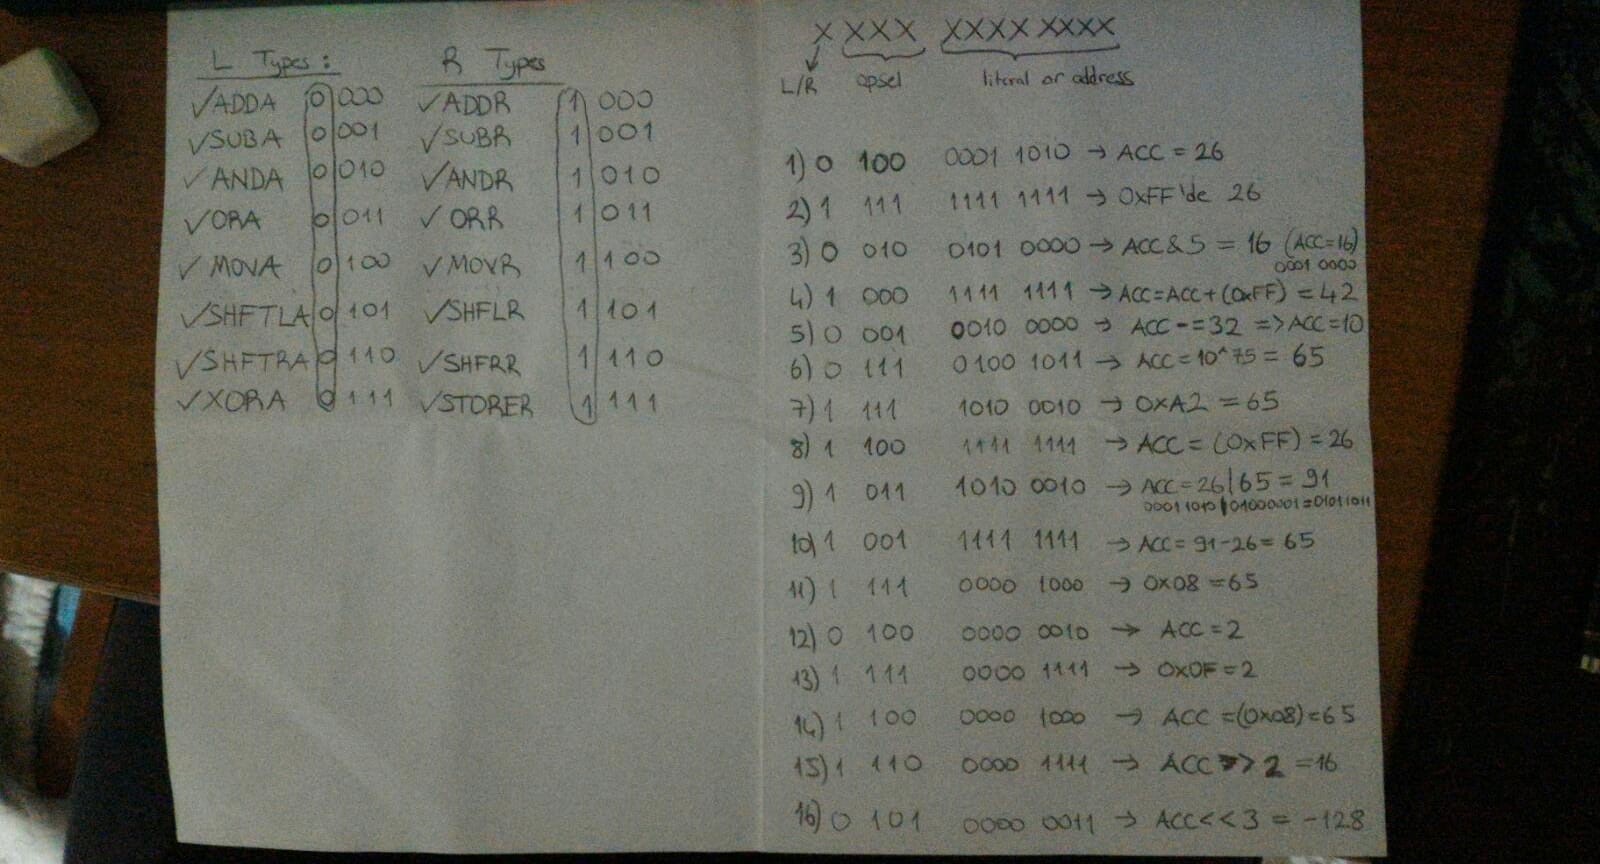 L Types:
ADDA 0 000
SUBA 0 001
ANDA 0 010
ORA 0 011
MOVA 0 100
SHFTLA 0 101
SHFTRA 0 110
XORA 0 111
R Types
ADDR 1 000
SUBR 1 001
ANDR 1 010
ORR 1 011
MOVR 1 100
SHFLR 1 101
SHFRR 1 110
STORER 1 111
X XXX XXXX XXXX
L/R opsel literal or address
1) 0 100 0001 1010 → ACC = 26
2) 1 111 1111 1111 → 0xFF'de 26
3) 0 010 0101 0000 → ACC & 5 = 16 (ACC=16)
0001 0000
4) 1 000 1111 1111 → ACC=ACC+(0xFF) = 42
5) 0 001 0010 0000 → ACC -= 32 => ACC=10
6) 0 111 0100 1011 → ACC = 10^75 = 65
7) 1 111 1010 0010 → 0xA2 = 65
8) 1 100 1111 1111 → ACC = (0xFF) = 26
9) 1 011 1010 0010 → ACC = 26|65 = 91
00011010|01000001=01011011
10) 1 001 1111 1111 → ACC = 91-26 = 65
11) 1 111 0000 1000 → 0x08 = 65
12) 0 100 0000 0010 → ACC = 2
13) 1 111 0000 1111 → 0x0F = 2
14) 1 100 0000 1000 → ACC = (0x08) = 65
15) 1 110 0000 1111 → ACC >> 2 = 16
16) 0 101 0000 0011 → ACC << 3 = -128